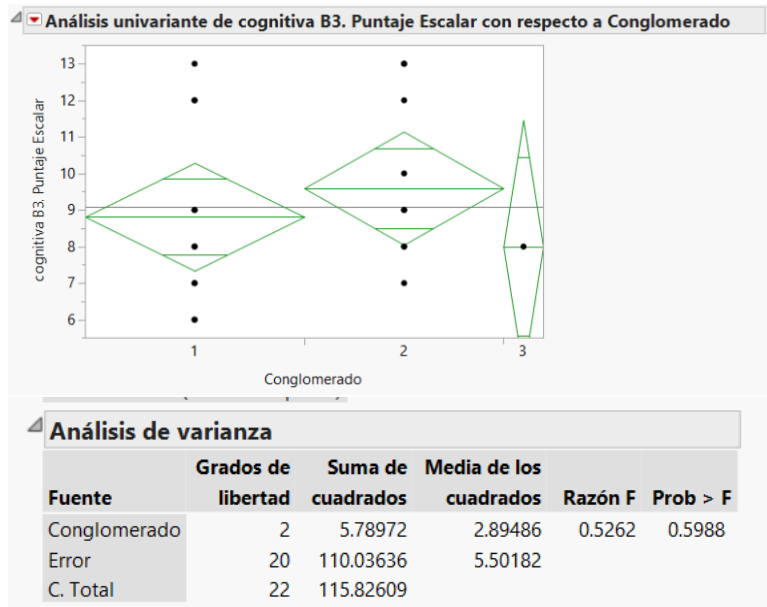 Análisis univariante de cognitiva B3. Puntaje Escalar con respecto a Conglomerado
13
12
11
10
9
8
7
6
cognitiva B3. Puntaje Escalar
1 2 3
Conglomerado
Análisis de varianza
Fuente Grados de libertad Suma de cuadrados Media de los cuadrados Razón F Prob > F
Conglomerado 2 5.78972 2.89486 0.5262 0.5988
Error 20 110.03636 5.50182
C. Total 22 115.82609